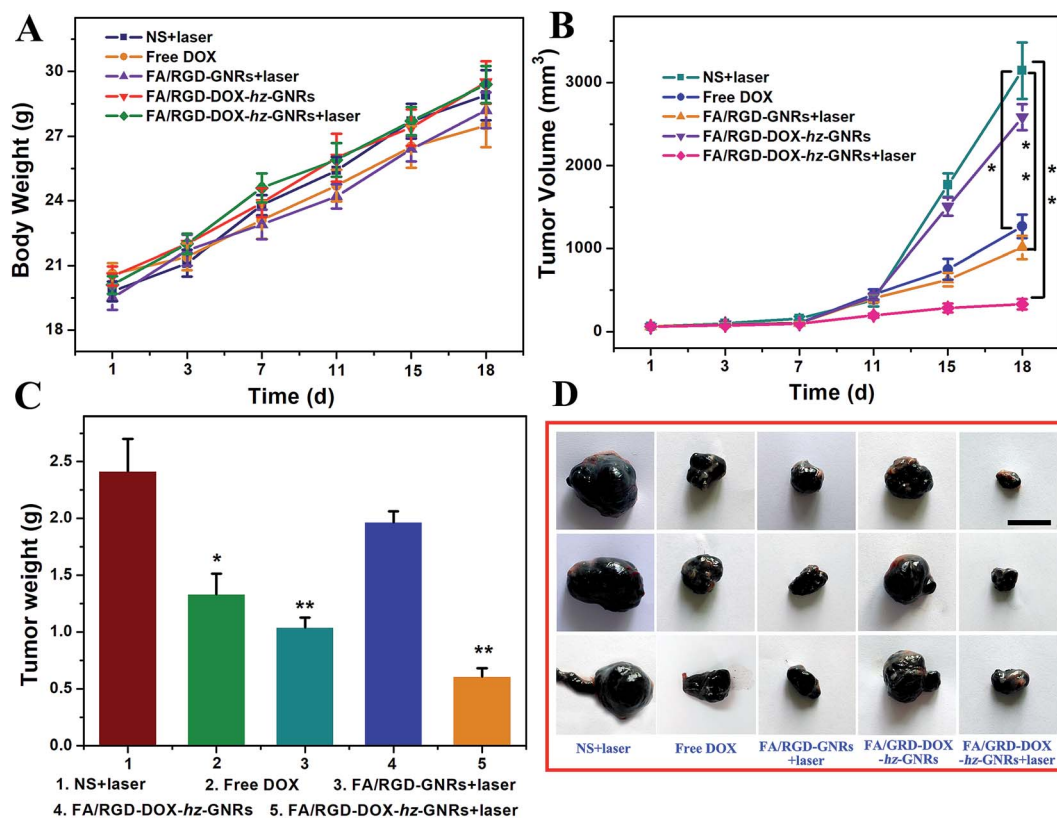 A
NS+laser
Free DOX
FA/RGD-GNRs+laser
FA/RGD-DOX-hz-GNRs
FA/RGD-DOX-hz-GNRs+laser
Body Weight (g)
30
27
24
21
18
1 3 7 11 15 18
Time (d)
B
NS+laser
Free DOX
FA/RGD-GNRs+laser
FA/RGD-DOX-hz-GNRs
FA/RGD-DOX-hz-GNRs+laser
Tumor Volume (mm³)
3000
2000
1000
0
* * * * *
1 3 7 11 15 18
Time (d)
C
Tumor weight (g)
2.5
2.0
1.5
1.0
0.5
0.0
* ** **
1 2 3 4 5
1. NS+laser 2. Free DOX 3. FA/RGD-GNRs+laser
4. FA/RGD-DOX-hz-GNRs 5. FA/RGD-DOX-hz-GNRs+laser
D
NS+laser Free DOX FA/RGD-GNRs FA/GRD-DOX FA/GRD-DOX
+laser -hz-GNRs -hz-GNRs+laser